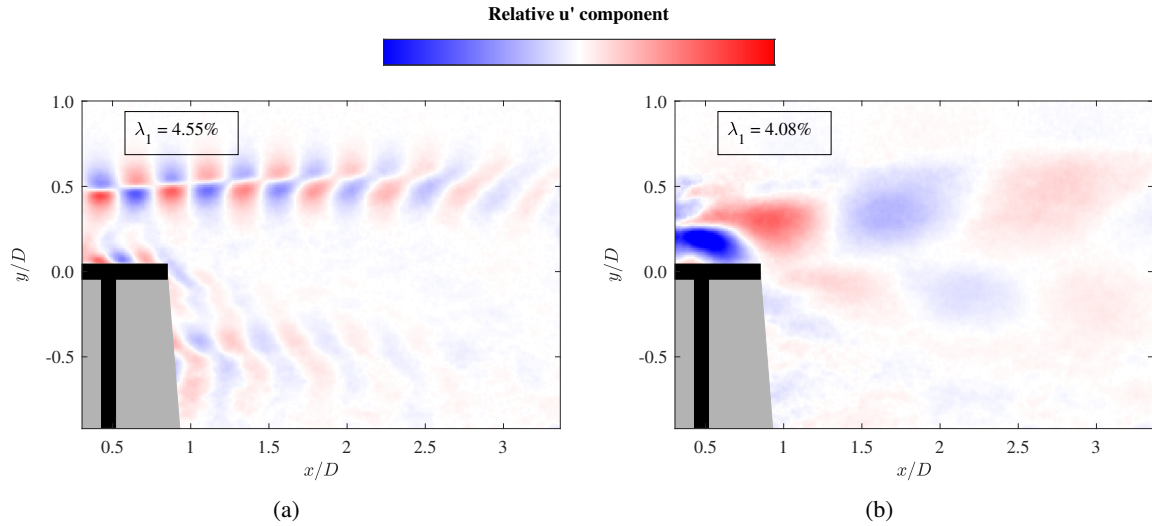 Relative u' component
1.0
λ1 = 4.55%
0.5
y/D
0.0
-0.5
0.5 1 1.5 2 2.5 3
x/D
(a)
1.0
λ1 = 4.08%
0.5
y/D
0.0
-0.5
0.5 1 1.5 2 2.5 3
x/D
(b)